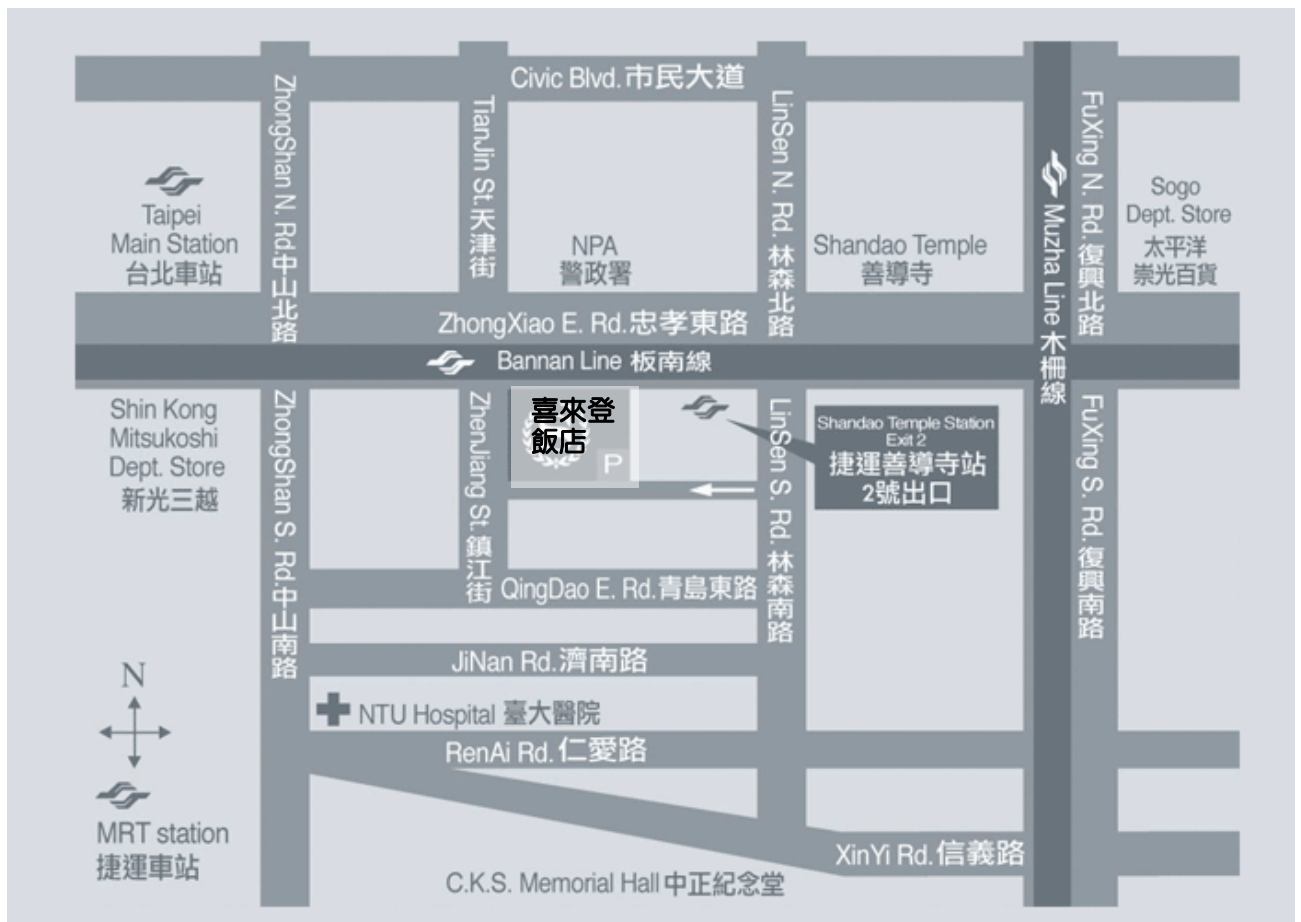 Civic Blvd. 市民大道
ZhongShan N. Rd. 中山北路
TianJin St. 天津街
LinSen N. Rd. 林森北路
Muzha Line 木柵線
FuXing N. Rd. 復興北路
Taipei
Main Station
台北車站
NPA
警政署
Shandao Temple
善導寺
Sogo
Dept. Store
太平洋
崇光百貨
ZhongXiao E. Rd. 忠孝東路
Bannan Line 板南線
Shin Kong
Mitsukoshi
Dept. Store
新光三越
ZhongShan S. Rd. 中山南路
ZhenJiang St. 鎮江街
喜來登
飯店
P
LinSen S. Rd. 林森南路
Shandao Temple Station
Exit 2
捷運善導寺站
2號出口
FuXing S. Rd. 復興南路
QingDao E. Rd. 青島東路
JiNan Rd. 濟南路
NTU Hospital 臺大醫院
RenAi Rd. 仁愛路
XinYi Rd. 信義路
C.K.S. Memorial Hall 中正紀念堂
N
MRT station
捷運車站